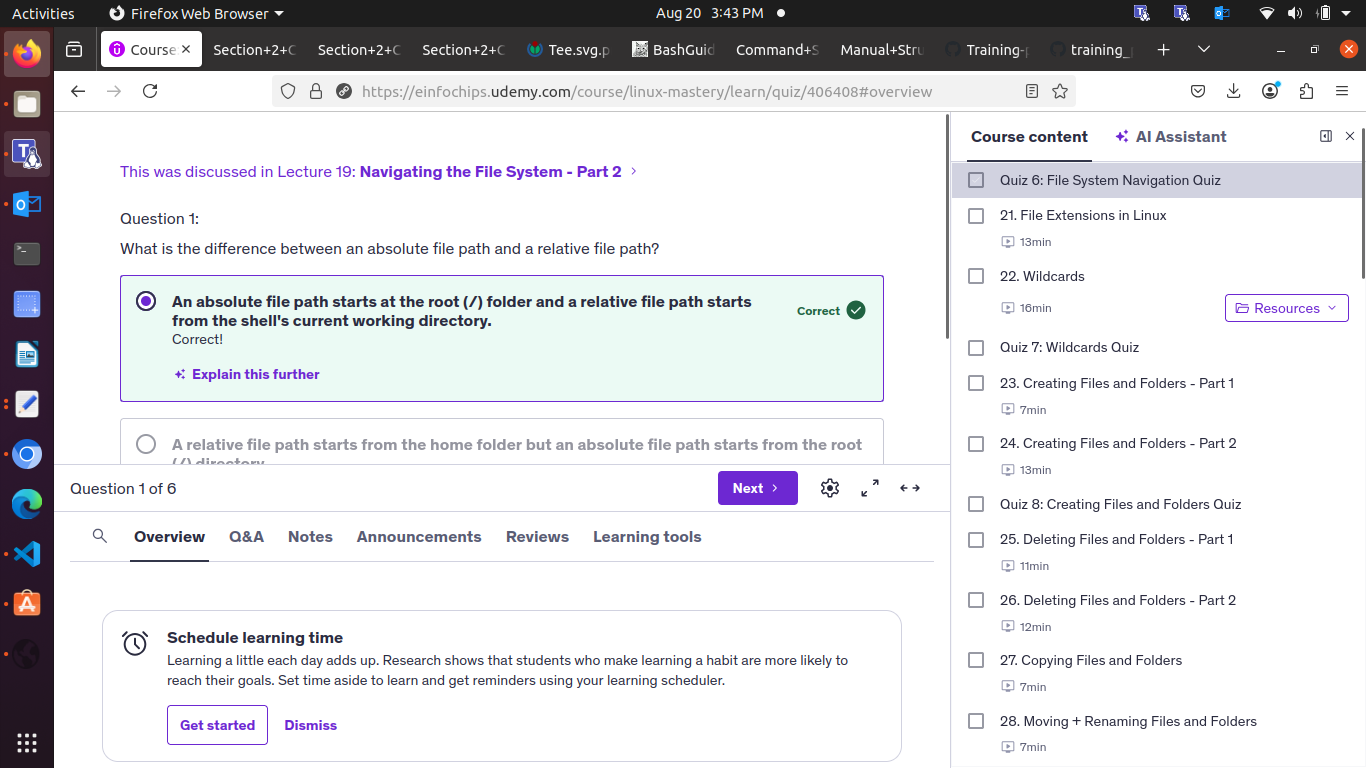 Activities
Firefox Web Browser
Aug 20 3:43 PM
Course
Section+2+C
Section+2+C
Section+2+C
Tee.svg.p
BashGuid
Command+S
Manual+Stru
Training-p
training_
https://einfochips.udemy.com/course/linux-mastery/learn/quiz/406408#overview
This was discussed in Lecture 19: Navigating the File System - Part 2
Question 1:
What is the difference between an absolute file path and a relative file path?
An absolute file path starts at the root (/) folder and a relative file path starts
from the shell's current working directory.
Correct!
Correct
Explain this further
A relative file path starts from the home folder but an absolute file path starts from the root
(/) directory
Question 1 of 6
Next
Overview
Q&A
Notes
Announcements
Reviews
Learning tools
Schedule learning time
Learning a little each day adds up. Research shows that students who make learning a habit are more likely to
reach their goals. Set time aside to learn and get reminders using your learning scheduler.
Get started
Dismiss
Course content
AI Assistant
Quiz 6: File System Navigation Quiz
21. File Extensions in Linux
13min
22. Wildcards
16min
Resources
Quiz 7: Wildcards Quiz
23. Creating Files and Folders - Part 1
7min
24. Creating Files and Folders - Part 2
13min
Quiz 8: Creating Files and Folders Quiz
25. Deleting Files and Folders - Part 1
11min
26. Deleting Files and Folders - Part 2
12min
27. Copying Files and Folders
7min
28. Moving + Renaming Files and Folders
7min